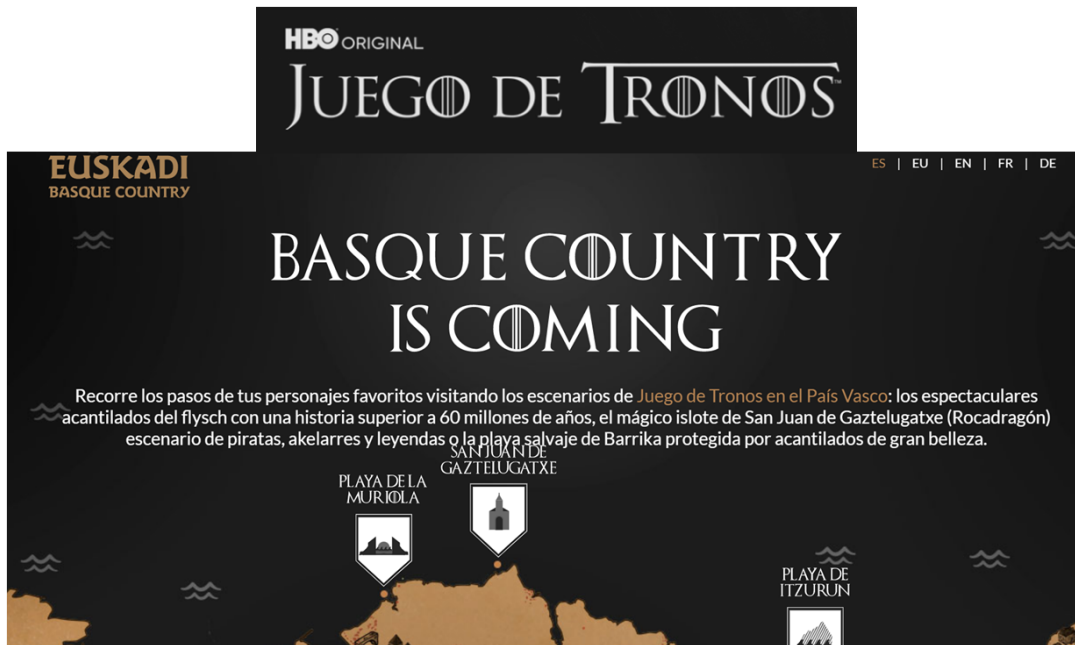 HBO ORIGINAL
JUEGO DE TRONOS™
EUSKADI
BASQUE COUNTRY
ES | EU | EN | FR | DE
BASQUE COUNTRY
IS COMING
Recorre los pasos de tus personajes favoritos visitando los escenarios de Juego de Tronos en el País Vasco: los espectaculares
acantilados del flysch con una historia superior a 60 millones de años, el mágico islote de San Juan de Gaztelugatxe (Rocadragón)
escenario de piratas, akelarres y leyendas o la playa salvaje de Barrika protegida por acantilados de gran belleza.
SAN JUAN DE
GAZTELUGATXE
PLAYA DE LA
MURIOLA
PLAYA DE
ITZURUN